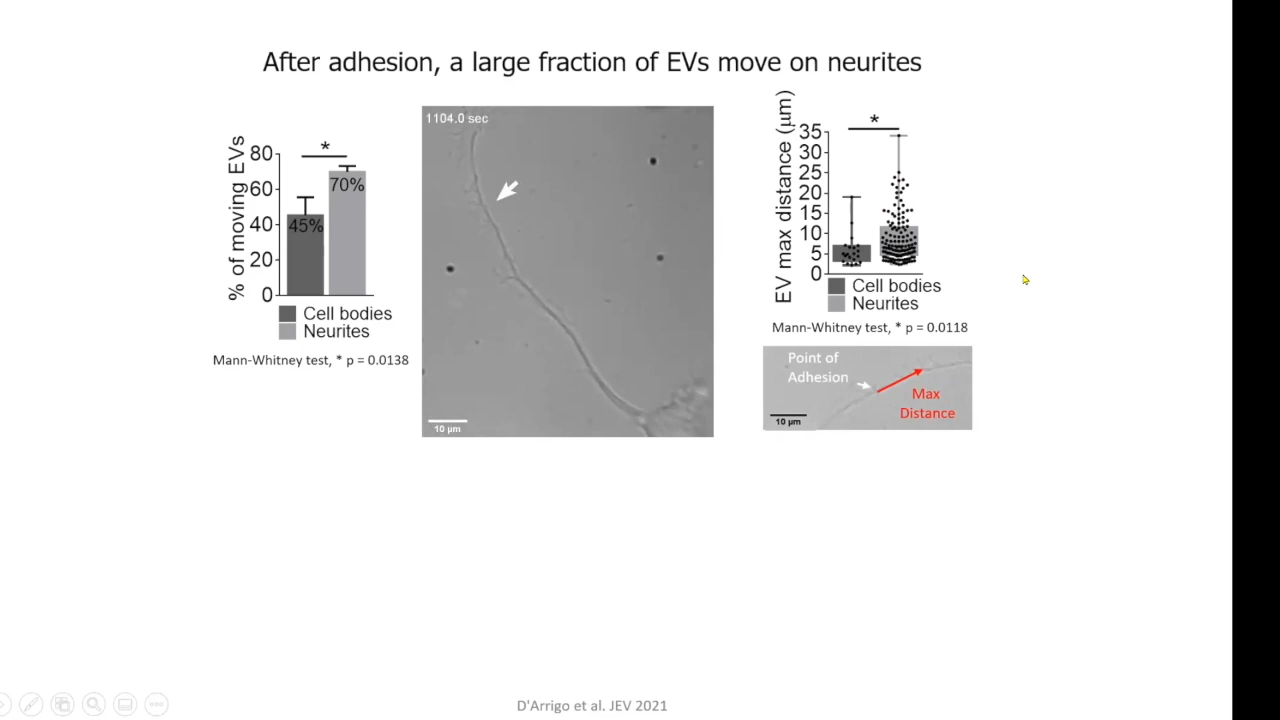 After adhesion, a large fraction of EVs move on neurites
% of moving EVs
80
60
40
20
0
*
45%
70%
Cell bodies
Neurites
Mann-Whitney test, * p = 0.0138
1104.0 sec
10 µm
EV max distance (µm)
35
30
25
20
15
10
5
0
*
Cell bodies
Neurites
Mann-Whitney test, * p = 0.0118
Point of
Adhesion
Max
Distance
10 µm
D'Arrigo et al. JEV 2021